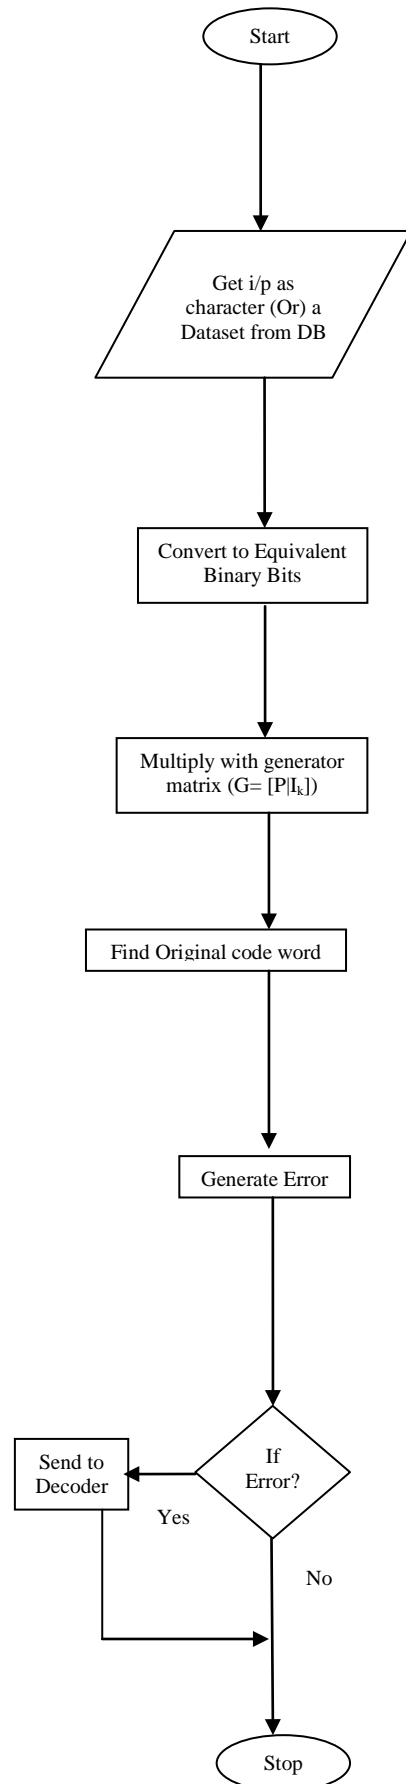 Start
Get i/p as
character (Or) a
Dataset from DB
Convert to Equivalent
Binary Bits
Multiply with generator
matrix (G= [P|Iₖ])
Find Original code word
Generate Error
If
Error?
Send to
Decoder
Yes
No
Stop